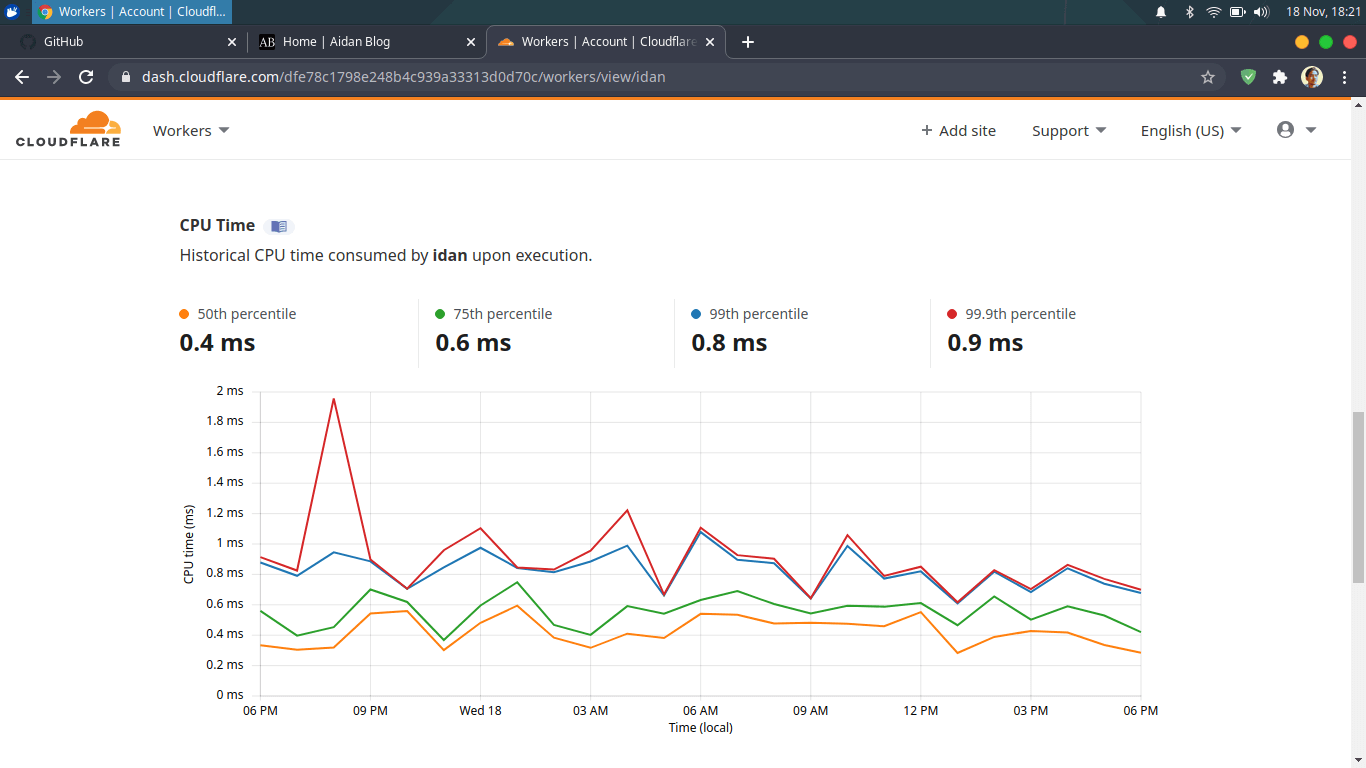 Workers | Account | Cloudfl...
18 Nov, 18:21
GitHub
AB Home | Aidan Blog
Workers | Account | Cloudflare
dash.cloudflare.com/dfe78c1798e248b4c939a33313d0d70c/workers/view/idan
CLOUDFLARE
Workers
+ Add site
Support
English (US)
CPU Time
Historical CPU time consumed by idan upon execution.
50th percentile
0.4 ms
75th percentile
0.6 ms
99th percentile
0.8 ms
99.9th percentile
0.9 ms
2 ms
1.8 ms
1.6 ms
1.4 ms
1.2 ms
1 ms
0.8 ms
0.6 ms
0.4 ms
0.2 ms
0 ms
CPU time (ms)
06 PM 09 PM Wed 18 03 AM 06 AM 09 AM 12 PM 03 PM 06 PM
Time (local)